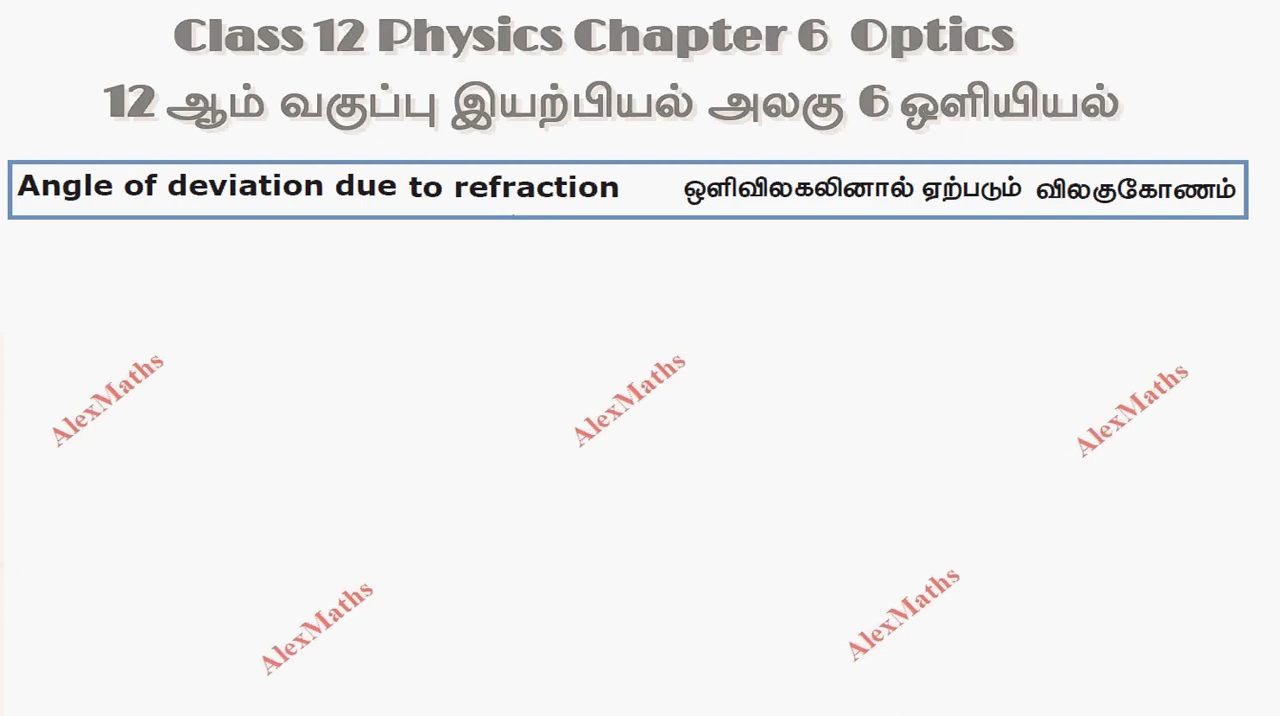 Class 12 Physics Chapter 6 Optics
12 ஆம் வகுப்பு இயற்பியல் அலகு 6 ஒளியியல்
Angle of deviation due to refraction ஒளிவிலகலினால் ஏற்படும் விலகுகோணம்
AlexMaths
AlexMaths
AlexMaths
AlexMaths
AlexMaths